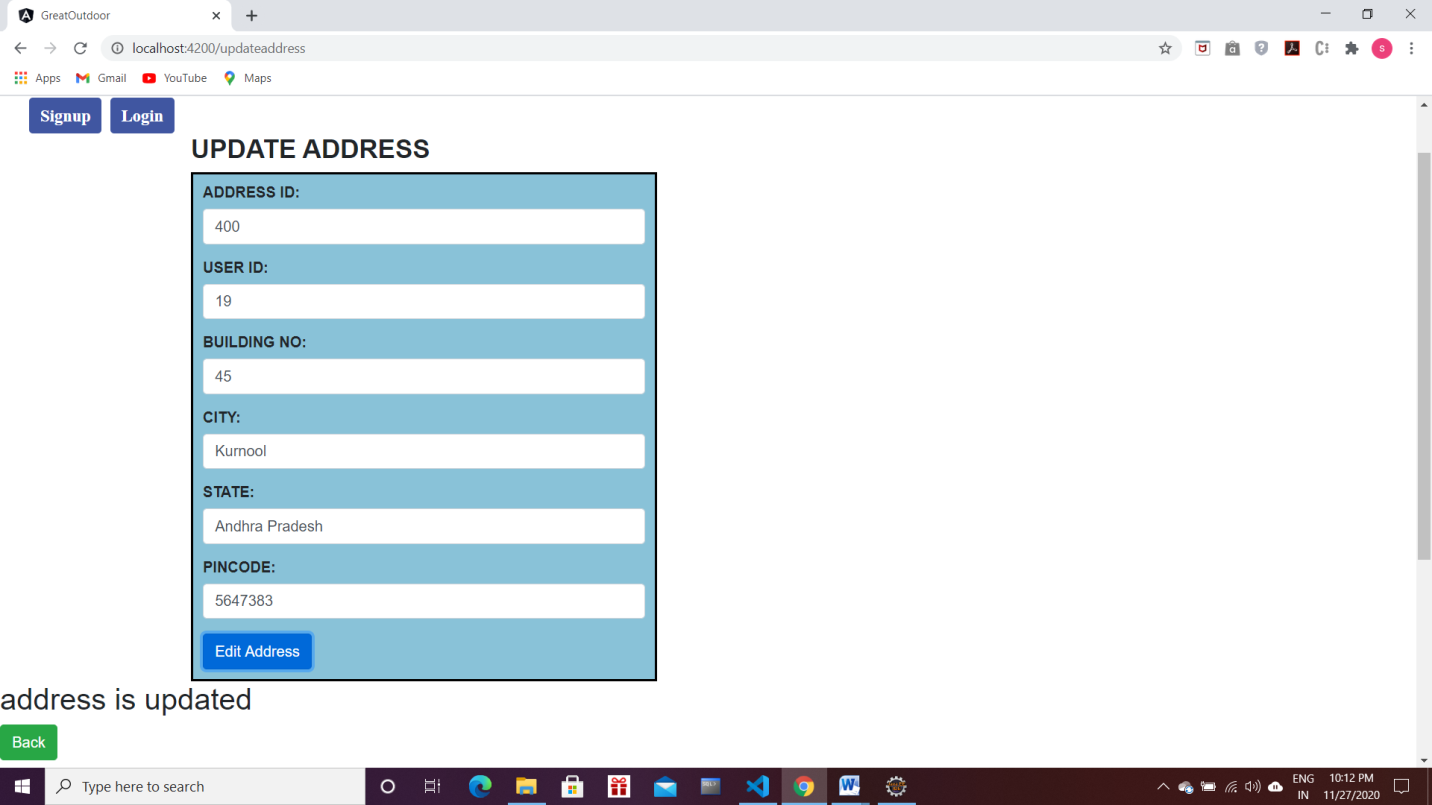 GreatOutdoor
localhost:4200/updateaddress
Apps Gmail YouTube Maps
Signup Login
UPDATE ADDRESS
ADDRESS ID:
400
USER ID:
19
BUILDING NO:
45
CITY:
Kurnool
STATE:
Andhra Pradesh
PINCODE:
5647383
Edit Address
address is updated
Back
Type here to search
ENG 10:12 PM
IN 11/27/2020